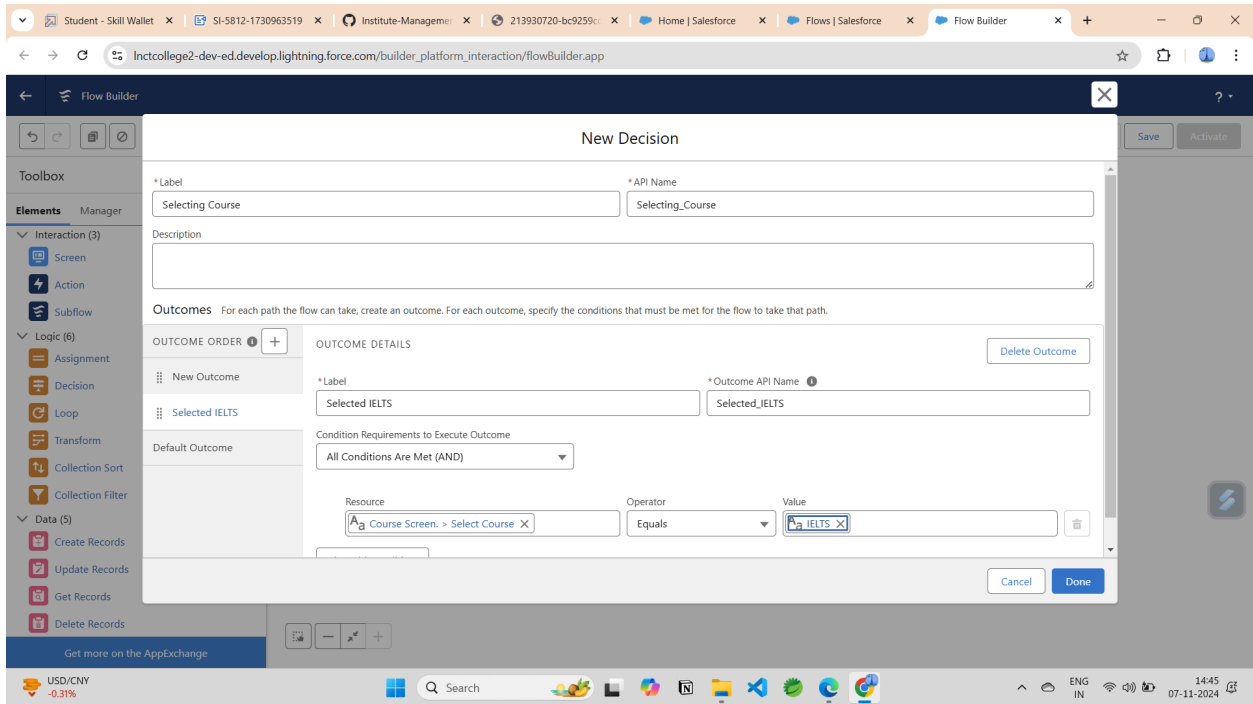 Student - Skill Wallet
SI-5812-1730963519
Institute-Managemer
213930720-bc9259c
Home | Salesforce
Flows | Salesforce
Flow Builder
lnctcollege2-dev-ed.develop.lightning.force.com/builder_platform_interaction/flowBuilder.app
Flow Builder
?
New Decision
Save
Activate
Toolbox
Elements
Manager
Interaction (3)
Screen
Action
Subflow
Logic (6)
Assignment
Decision
Loop
Transform
Collection Sort
Collection Filter
Data (5)
Create Records
Update Records
Get Records
Delete Records
Get more on the AppExchange
*Label
*API Name
Selecting Course
Selecting_Course
Description
Outcomes For each path the flow can take, create an outcome. For each outcome, specify the conditions that must be met for the flow to take that path.
OUTCOME ORDER
New Outcome
Selected IELTS
Default Outcome
OUTCOME DETAILS
Delete Outcome
*Label
*Outcome API Name
Selected IELTS
Selected_IELTS
Condition Requirements to Execute Outcome
All Conditions Are Met (AND)
Resource
Operator
Value
Aa Course Screen. > Select Course
Equals
Aa IELTS
Cancel
Done
USD/CNY
-0.31%
Search
ENG
IN
14:45
07-11-2024